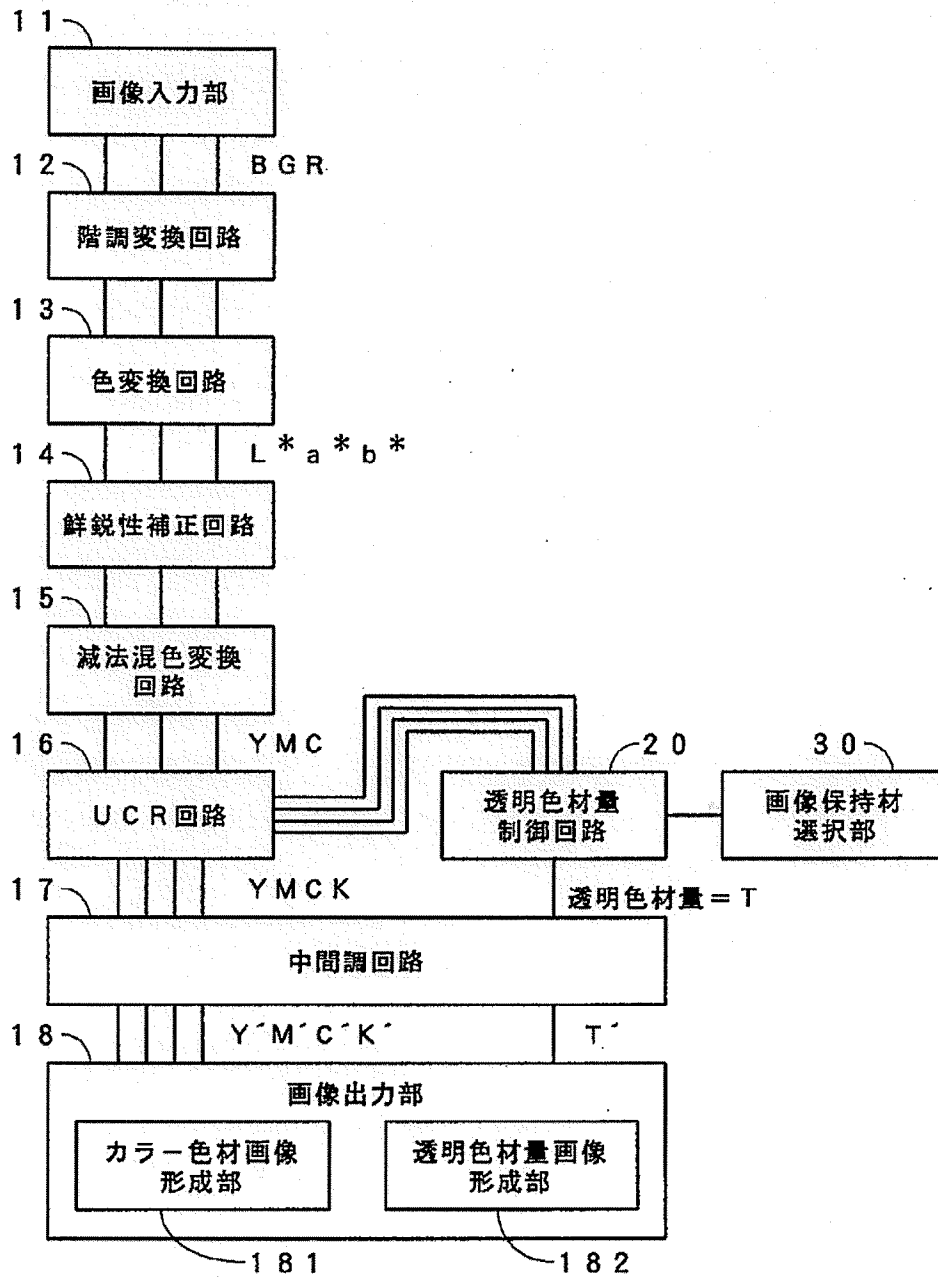 11
画像入力部
12
BGR
階調変換回路
13
色変換回路
14
L*a*b*
鮮鋭性補正回路
15
減法混色変換
回路
16
YMC
20
30
UCR回路
透明色材量
制御回路
画像保持材
選択部
17
YMCK
透明色材量=T
中間調回路
18
Y´M´C´K´
T´
画像出力部
カラー色材画像
形成部
透明色材量画像
形成部
181
182